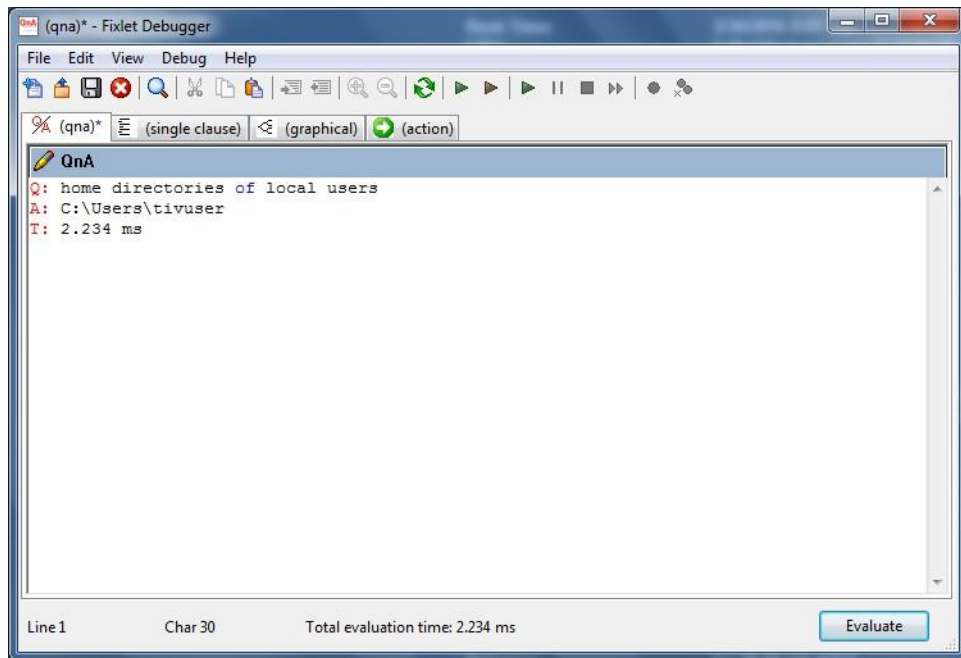 (qna)* - Fixlet Debugger
File Edit View Debug Help
(qna)* (single clause) (graphical) (action)
QnA
Q: home directories of local users
A: C:\Users\tivuser
T: 2.234 ms
Line 1 Char 30 Total evaluation time: 2.234 ms Evaluate